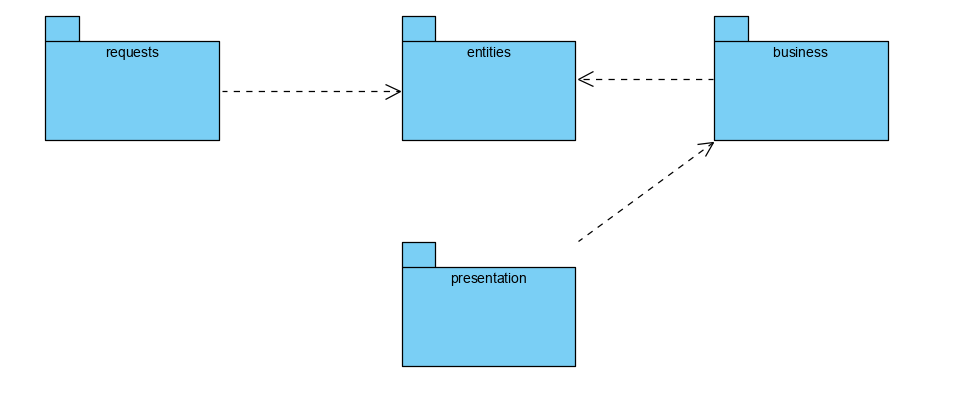 requests
entities
business
presentation